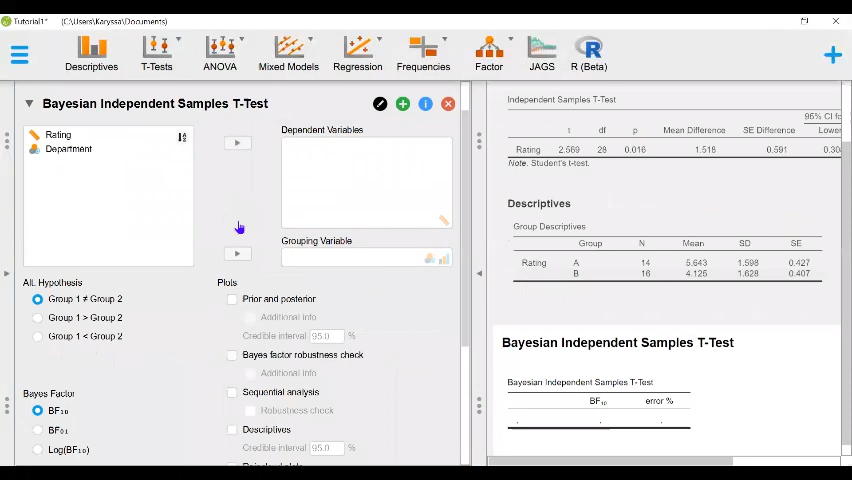 Tutorial1* (C:\Users\Karyssa\Documents)
Descriptives T-Tests ANOVA Mixed Models Regression Frequencies Factor JAGS R (Beta)
Bayesian Independent Samples T-Test
Rating
Department
Dependent Variables
Grouping Variable
Alt. Hypothesis
Group 1 ≠ Group 2
Group 1 > Group 2
Group 1 < Group 2
Bayes Factor
BF₁₀
BF₀₁
Log(BF₁₀)
Plots
Prior and posterior
Additional info
Credible interval 95.0 %
Bayes factor robustness check
Additional info
Sequential analysis
Robustness check
Descriptives
Credible interval 95.0 %
Independent Samples T-Test
95% CI fo
t df p Mean Difference SE Difference Lower
Rating 2.569 28 0.016 1.518 0.591 0.30
Note. Student's t-test.
Descriptives
Group Descriptives
Group N Mean SD SE
Rating A 14 5.643 1.598 0.427
B 16 4.125 1.628 0.407
Bayesian Independent Samples T-Test
Bayesian Independent Samples T-Test
BF₁₀ error %
. . .